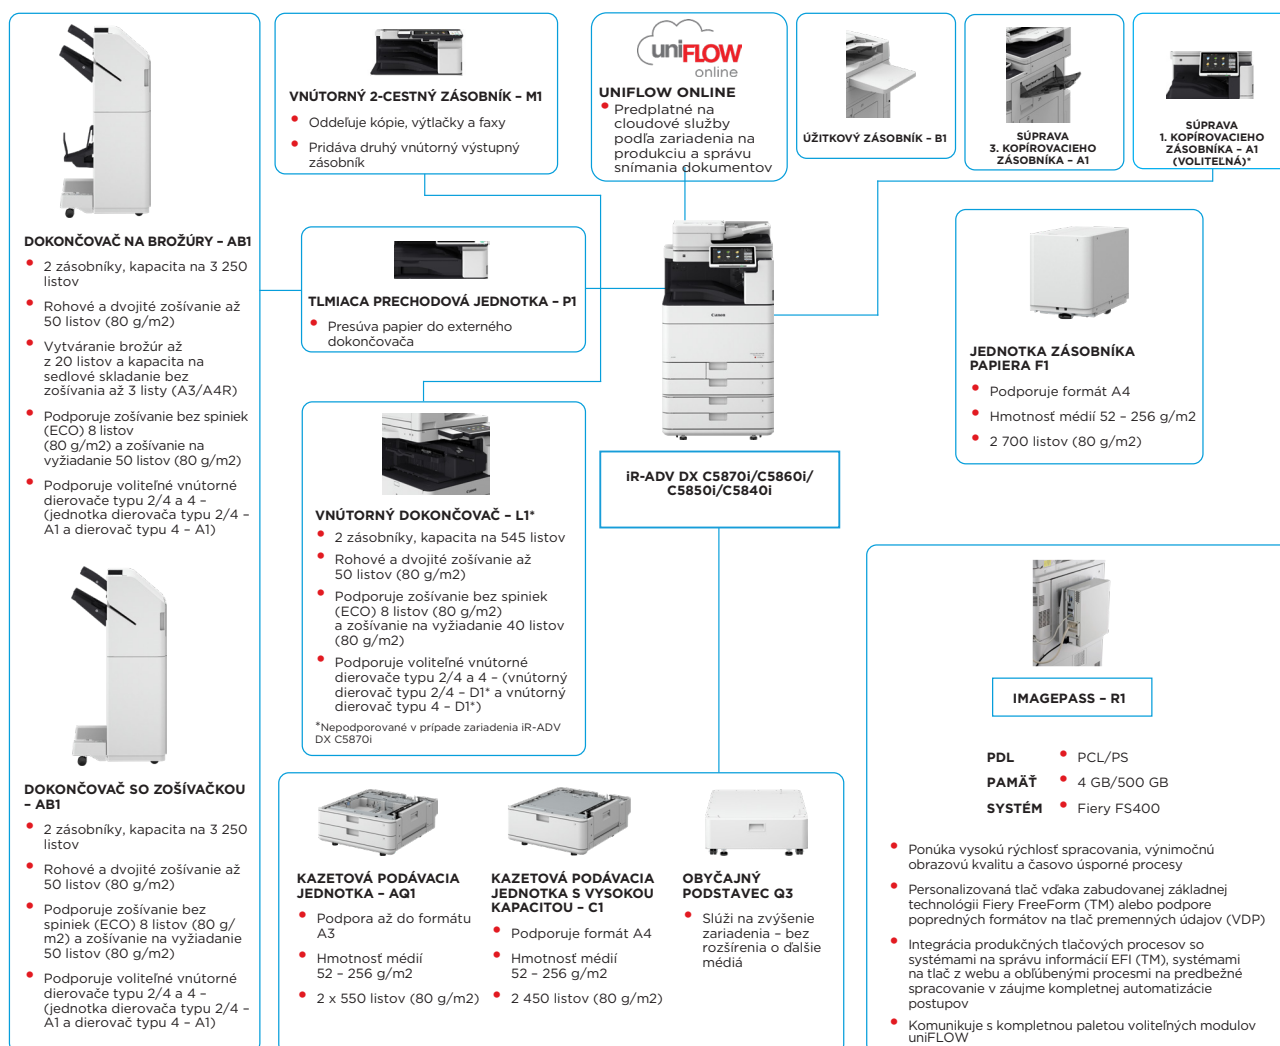 DOKONČOVAČ NA BROŽÚRY – AB1
• 2 zásobníky, kapacita na 3 250
listov
• Rohové a dvojité zošívanie až
50 listov (80 g/m2)
• Vytváranie brožúr až
z 20 listov a kapacita na
sedlové skladanie bez
zošívania až 3 listy (A3/A4R)
• Podporuje zošívanie bez spiniek
(ECO) 8 listov
(80 g/m2) a zošívanie na
vyžiadanie 50 listov (80 g/m2)
• Podporuje voliteľné vnútorné
dierovače typu 2/4 a 4 –
(jednotka dierovača typu 2/4 –
A1 a dierovač typu 4 – A1)
DOKONČOVAČ SO ZOŠÍVAČKOU
– AB1
• 2 zásobníky, kapacita na 3 250
listov
• Rohové a dvojité zošívanie až
50 listov (80 g/m2)
• Podporuje zošívanie bez
spiniek (ECO) 8 listov (80 g/
m2) a zošívanie na vyžiadanie
50 listov (80 g/m2)
• Podporuje voliteľné vnútorné
dierovače typu 2/4 a 4 –
(jednotka dierovača typu 2/4 –
A1 a dierovač typu 4 – A1)
VNÚTORNÝ 2-CESTNÝ ZÁSOBNÍK – M1
• Oddeľuje kópie, výtlačky a faxy
• Pridáva druhý vnútorný výstupný
zásobník
uniFLOW
online
UNIFLOW ONLINE
• Predplatné na
cloudové služby
podľa zariadenia na
produkciu a správu
snímania dokumentov
ÚŽITKOVÝ ZÁSOBNÍK – B1
SÚPRAVA
3. KOPÍROVACIEHO
ZÁSOBNÍKA – A1
SÚPRAVA
1. KOPÍROVACIEHO
ZÁSOBNÍKA – A1
(VOLITEĽNÁ)*
TLMIACA PRECHODOVÁ JEDNOTKA – P1
• Presúva papier do externého
dokončovača
Canon
iR-ADV DX C5870i/C5860i/
C5850i/C5840i
JEDNOTKA ZÁSOBNÍKA
PAPIERA F1
• Podporuje formát A4
• Hmotnosť médií 52 – 256 g/m2
• 2 700 listov (80 g/m2)
VNÚTORNÝ DOKONČOVAČ – L1*
• 2 zásobníky, kapacita na 545 listov
• Rohové a dvojité zošívanie až
50 listov (80 g/m2)
• Podporuje zošívanie bez spiniek
(ECO) 8 listov (80 g/m2)
a zošívanie na vyžiadanie 40 listov
(80 g/m2)
• Podporuje voliteľné vnútorné
dierovače typu 2/4 a 4 – (vnútorný
dierovač typu 2/4 – D1* a vnútorný
dierovač typu 4 – D1*)
*Nepodporované v prípade zariadenia iR-ADV
DX C5870i
KAZETOVÁ PODÁVACIA
JEDNOTKA – AQ1
• Podpora až do formátu
A3
• Hmotnosť médií
52 – 256 g/m2
• 2 x 550 listov (80 g/m2)
KAZETOVÁ PODÁVACIA
JEDNOTKA S VYSOKOU
KAPACITOU – C1
• Podporuje formát A4
• Hmotnosť médií
52 – 256 g/m2
• 2 450 listov (80 g/m2)
OBYČAJNÝ
PODSTAVEC Q3
• Slúži na zvýšenie
zariadenia – bez
rozšírenia o ďalšie
médiá
IMAGEPASS – R1
PDL • PCL/PS
PAMÄŤ • 4 GB/500 GB
SYSTÉM • Fiery FS400
• Ponúka vysokú rýchlosť spracovania, výnimočnú
obrazovú kvalitu a časovo úsporné procesy
• Personalizovaná tlač vďaka zabudovanej základnej
technológii Fiery FreeForm (TM) alebo podpore
popredných formátov na tlač premenných údajov (VDP)
• Integrácia produkčných tlačových procesov so
systémami na správu informácií EFI (TM), systémami
na tlač z webu a obľúbenými procesmi na predbežné
spracovanie v záujme kompletnej automatizácie
postupov
• Komunikuje s kompletnou paletou voliteľných modulov
uniFLOW